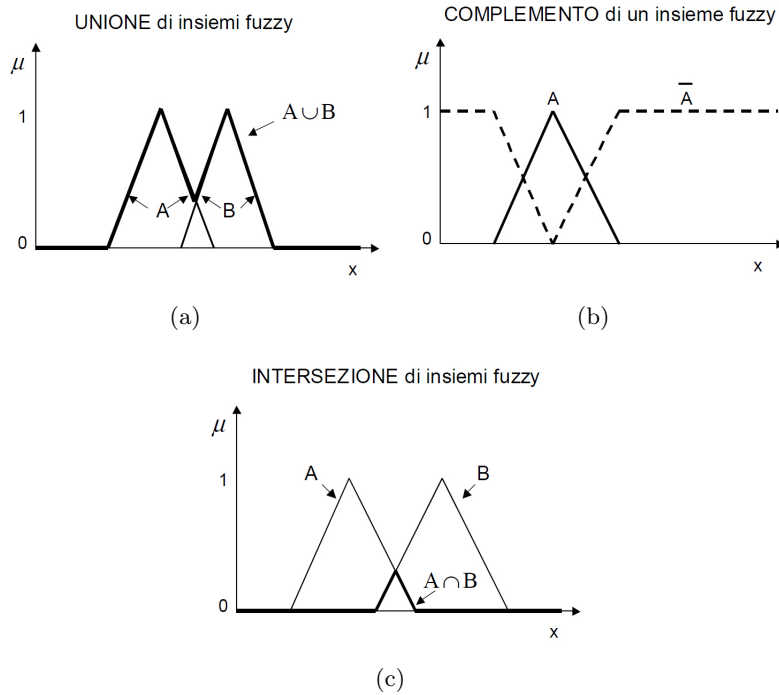 UNIONE di insiemi fuzzy
μ
1
A∪B
A
B
0
x
(a)
COMPLEMENTO di un insieme fuzzy
μ
A
A̅
1
0
x
(b)
INTERSEZIONE di insiemi fuzzy
μ
A
B
1
A∩B
0
x
(c)